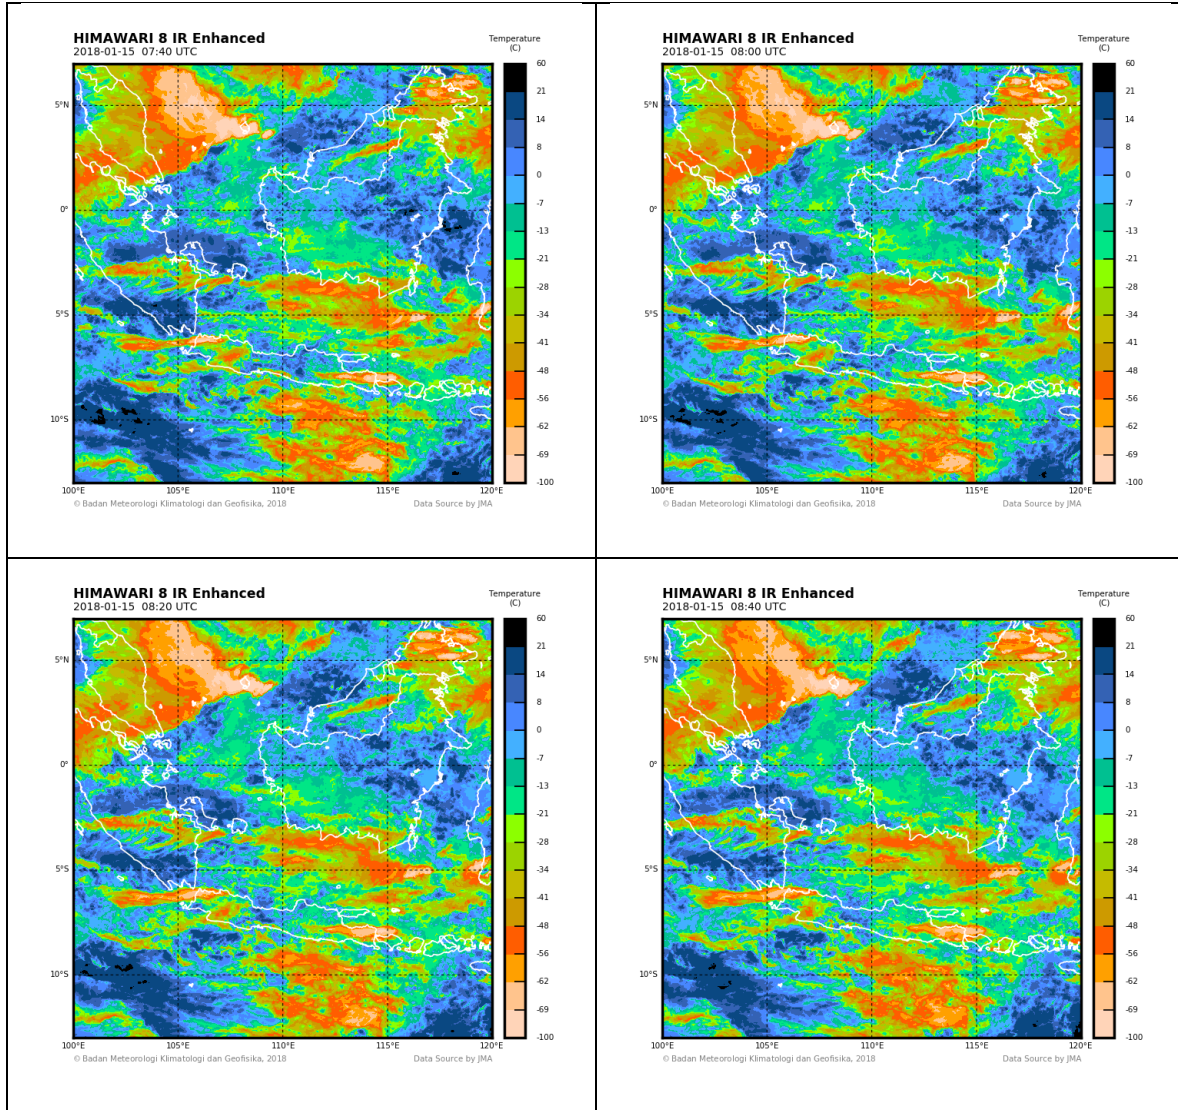 HIMAWARI 8 IR Enhanced
2018-01-15 07:40 UTC
Temperature
(C)
60
21
14
8
0
-7
-13
-21
-28
-34
-41
-48
-56
-62
-69
-100
5°N
0°
5°S
10°S
100°E 105°E 110°E 115°E 120°E
© Badan Meteorologi Klimatologi dan Geofisika, 2018 Data Source by JMA
HIMAWARI 8 IR Enhanced
2018-01-15 08:00 UTC
Temperature
(C)
60
21
14
8
0
-7
-13
-21
-28
-34
-41
-48
-56
-62
-69
-100
5°N
0°
5°S
10°S
100°E 105°E 110°E 115°E 120°E
© Badan Meteorologi Klimatologi dan Geofisika, 2018 Data Source by JMA
HIMAWARI 8 IR Enhanced
2018-01-15 08:20 UTC
Temperature
(C)
60
21
14
8
0
-7
-13
-21
-28
-34
-41
-48
-56
-62
-69
-100
5°N
0°
5°S
10°S
100°E 105°E 110°E 115°E 120°E
© Badan Meteorologi Klimatologi dan Geofisika, 2018 Data Source by JMA
HIMAWARI 8 IR Enhanced
2018-01-15 08:40 UTC
Temperature
(C)
60
21
14
8
0
-7
-13
-21
-28
-34
-41
-48
-56
-62
-69
-100
5°N
0°
5°S
10°S
100°E 105°E 110°E 115°E 120°E
© Badan Meteorologi Klimatologi dan Geofisika, 2018 Data Source by JMA